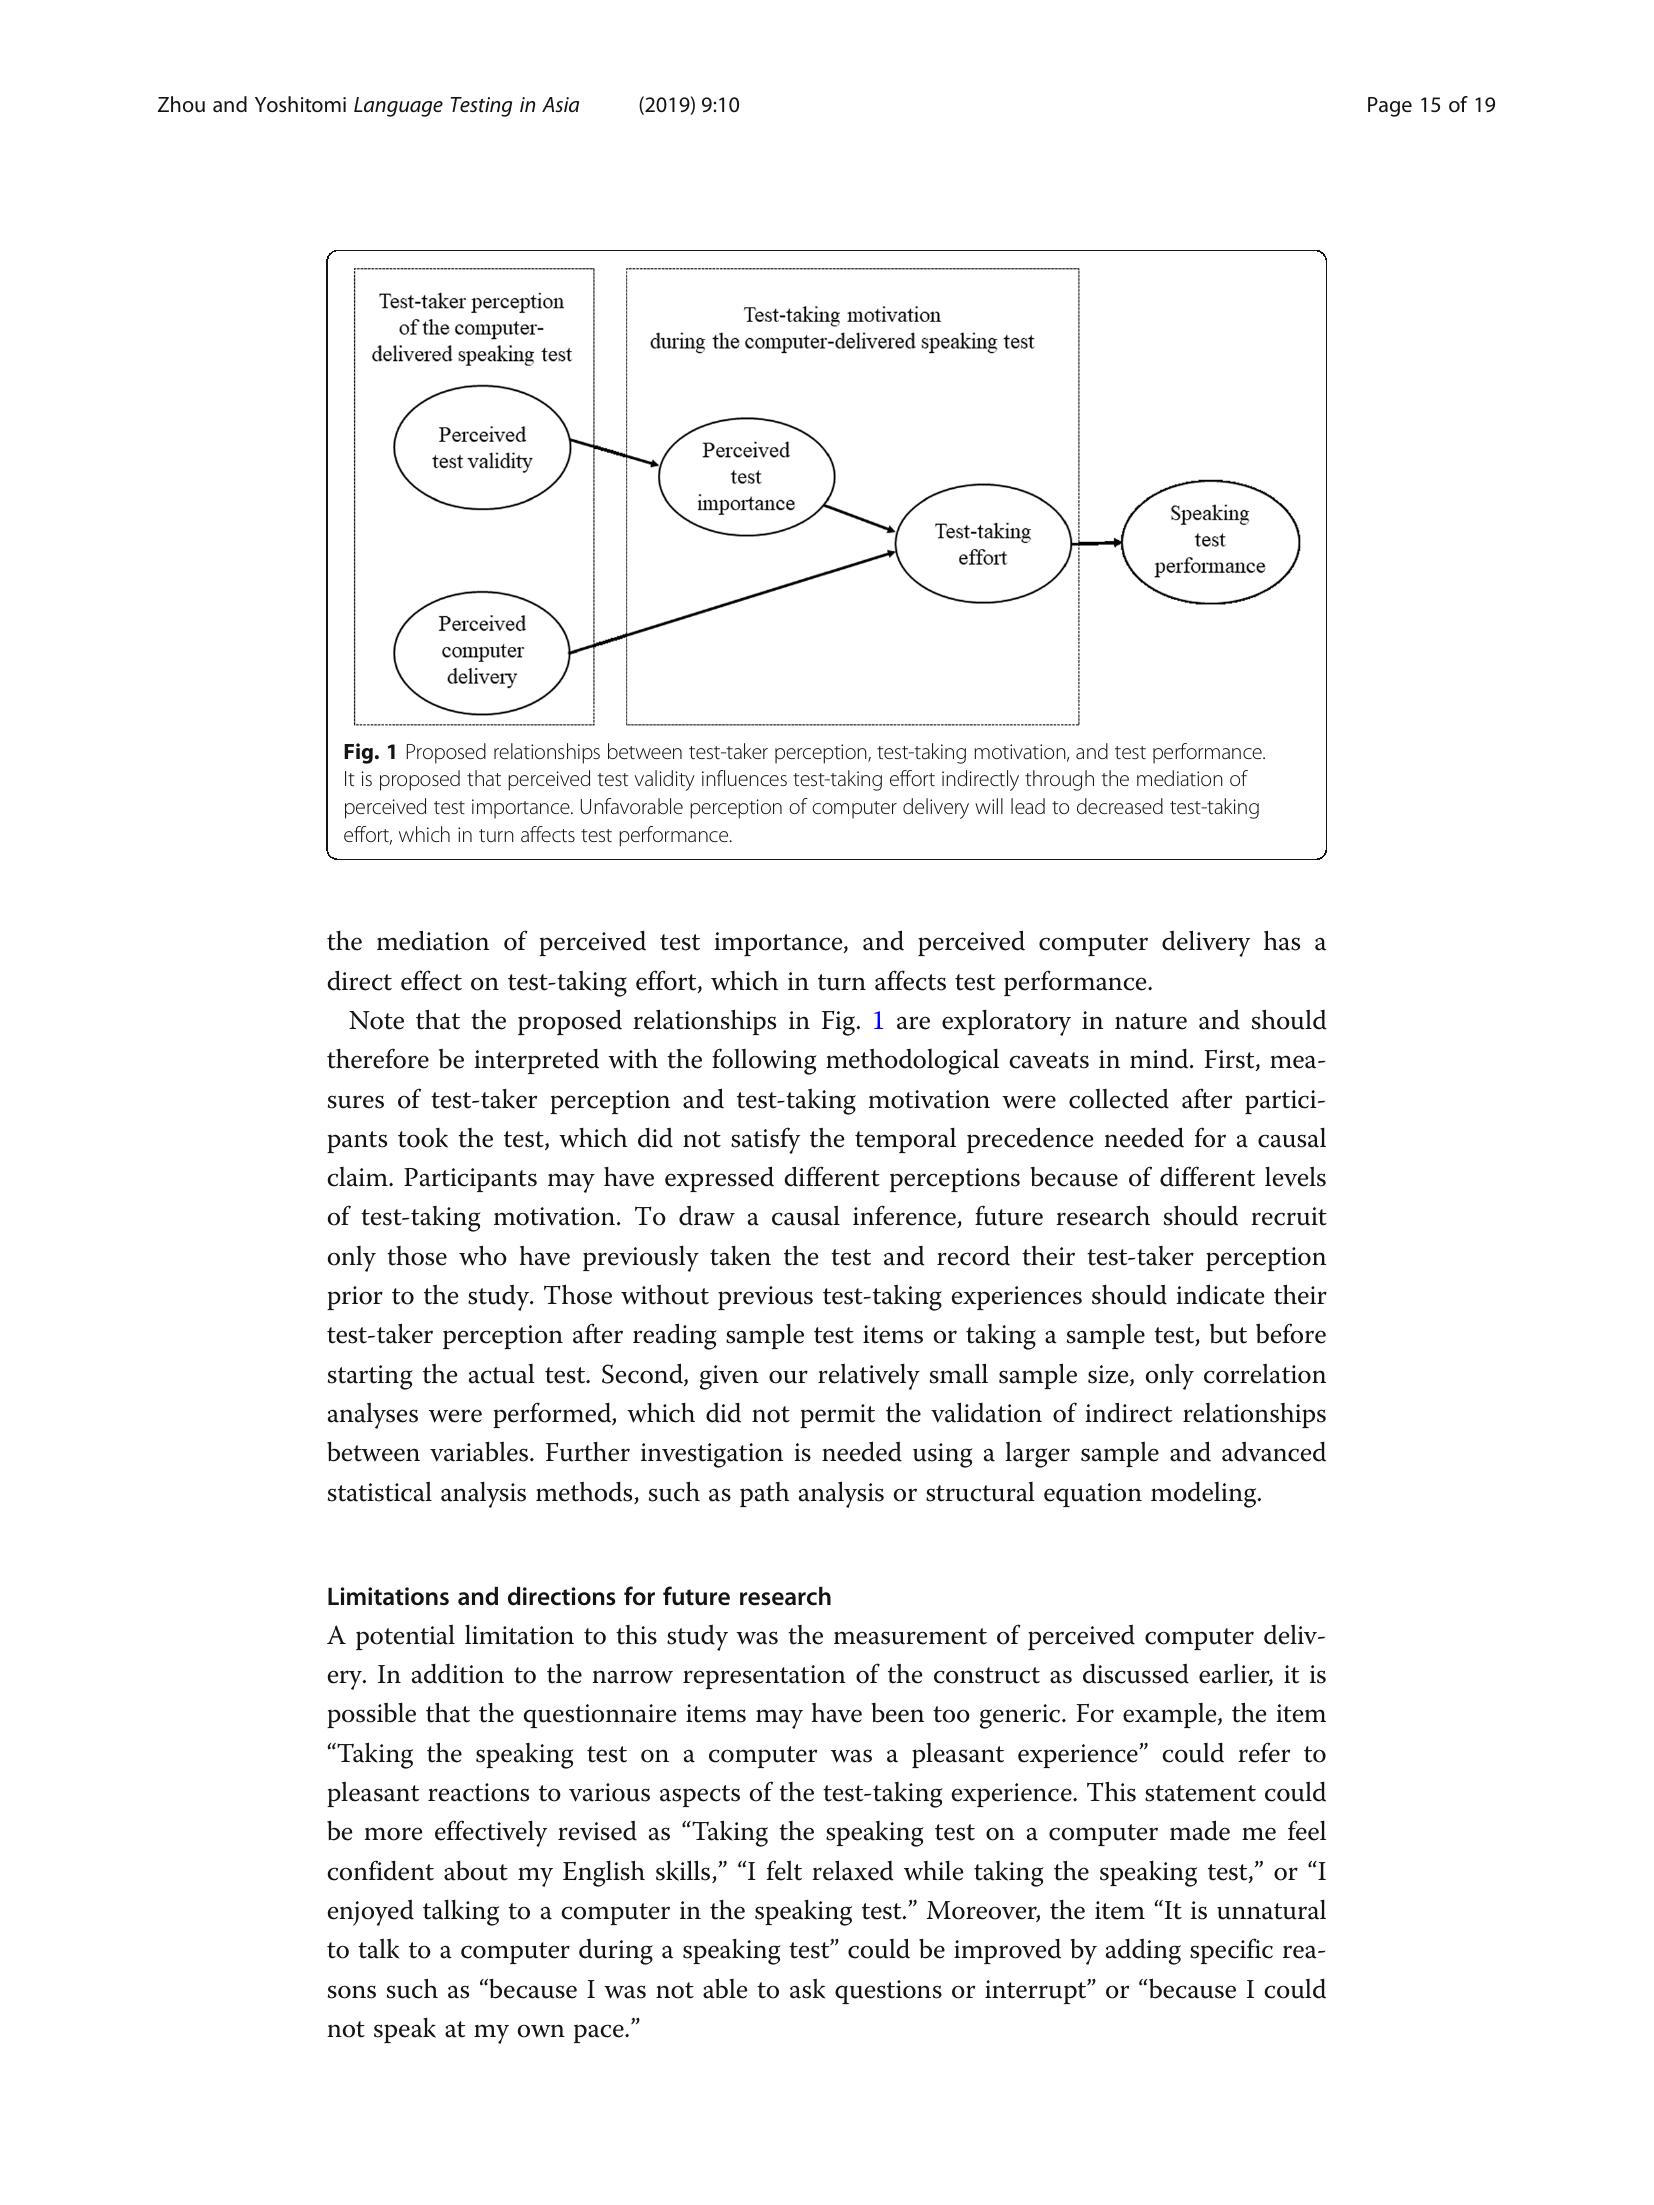 Zhou and Yoshitomi Language Testing in Asia (2019) 9:10 Page 15 of 19
Test-taker perception
of the computer-
delivered speaking test
Test-taking motivation
during the computer-delivered speaking test
Perceived
test validity
Perceived
test
importance
Test-taking
effort
Speaking
test
performance
Perceived
computer
delivery
Fig. 1 Proposed relationships between test-taker perception, test-taking motivation, and test performance.
It is proposed that perceived test validity influences test-taking effort indirectly through the mediation of
perceived test importance. Unfavorable perception of computer delivery will lead to decreased test-taking
effort, which in turn affects test performance.
the mediation of perceived test importance, and perceived computer delivery has a
direct effect on test-taking effort, which in turn affects test performance.
Note that the proposed relationships in Fig. 1 are exploratory in nature and should
therefore be interpreted with the following methodological caveats in mind. First, mea-
sures of test-taker perception and test-taking motivation were collected after partici-
pants took the test, which did not satisfy the temporal precedence needed for a causal
claim. Participants may have expressed different perceptions because of different levels
of test-taking motivation. To draw a causal inference, future research should recruit
only those who have previously taken the test and record their test-taker perception
prior to the study. Those without previous test-taking experiences should indicate their
test-taker perception after reading sample test items or taking a sample test, but before
starting the actual test. Second, given our relatively small sample size, only correlation
analyses were performed, which did not permit the validation of indirect relationships
between variables. Further investigation is needed using a larger sample and advanced
statistical analysis methods, such as path analysis or structural equation modeling.
Limitations and directions for future research
A potential limitation to this study was the measurement of perceived computer deliv-
ery. In addition to the narrow representation of the construct as discussed earlier, it is
possible that the questionnaire items may have been too generic. For example, the item
“Taking the speaking test on a computer was a pleasant experience” could refer to
pleasant reactions to various aspects of the test-taking experience. This statement could
be more effectively revised as “Taking the speaking test on a computer made me feel
confident about my English skills,” “I felt relaxed while taking the speaking test,” or “I
enjoyed talking to a computer in the speaking test.” Moreover, the item “It is unnatural
to talk to a computer during a speaking test” could be improved by adding specific rea-
sons such as “because I was not able to ask questions or interrupt” or “because I could
not speak at my own pace.”